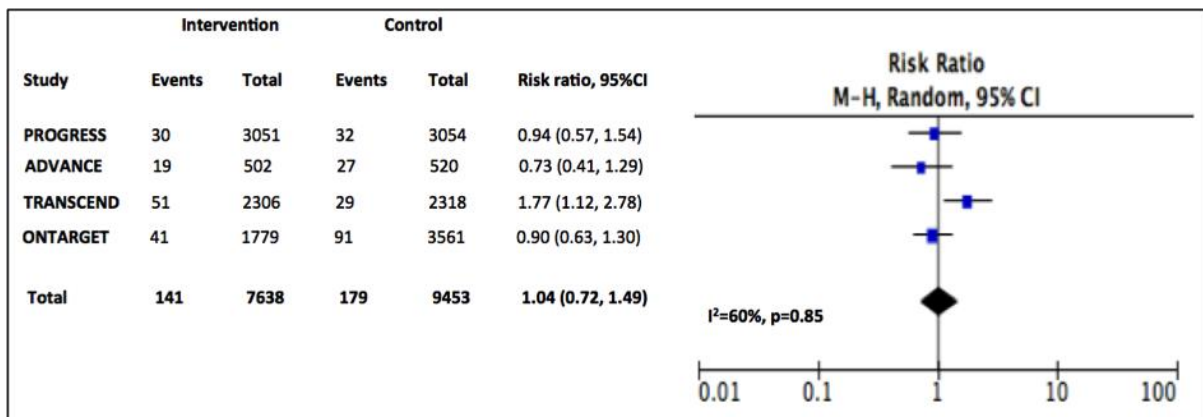 Intervention Control
Study Events Total Events Total Risk ratio, 95%CI
Risk Ratio
M-H, Random, 95% CI
PROGRESS 30 3051 32 3054 0.94 (0.57, 1.54)
ADVANCE 19 502 27 520 0.73 (0.41, 1.29)
TRANSCEND 51 2306 29 2318 1.77 (1.12, 2.78)
ONTARGET 41 1779 91 3561 0.90 (0.63, 1.30)
Total 141 7638 179 9453 1.04 (0.72, 1.49)
I²=60%, p=0.85
0.01 0.1 1 10 100